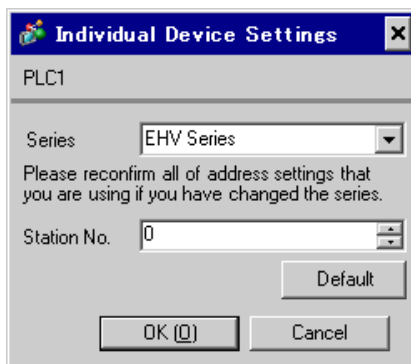 Individual Device Settings
PLC1
Series EHV Series
Please reconfirm all of address settings that
you are using if you have changed the series.
Station No. 0
Default
OK (O) Cancel